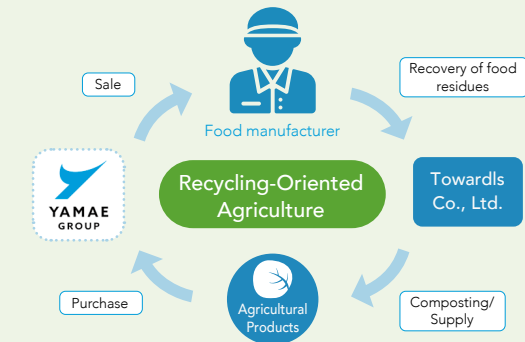 Sale
Food manufacturer
Recovery of food
residues
YAMAE
GROUP
Recycling-Oriented
Agriculture
Towardls
Co., Ltd.
Purchase
Agricultural
Products
Composting/
Supply